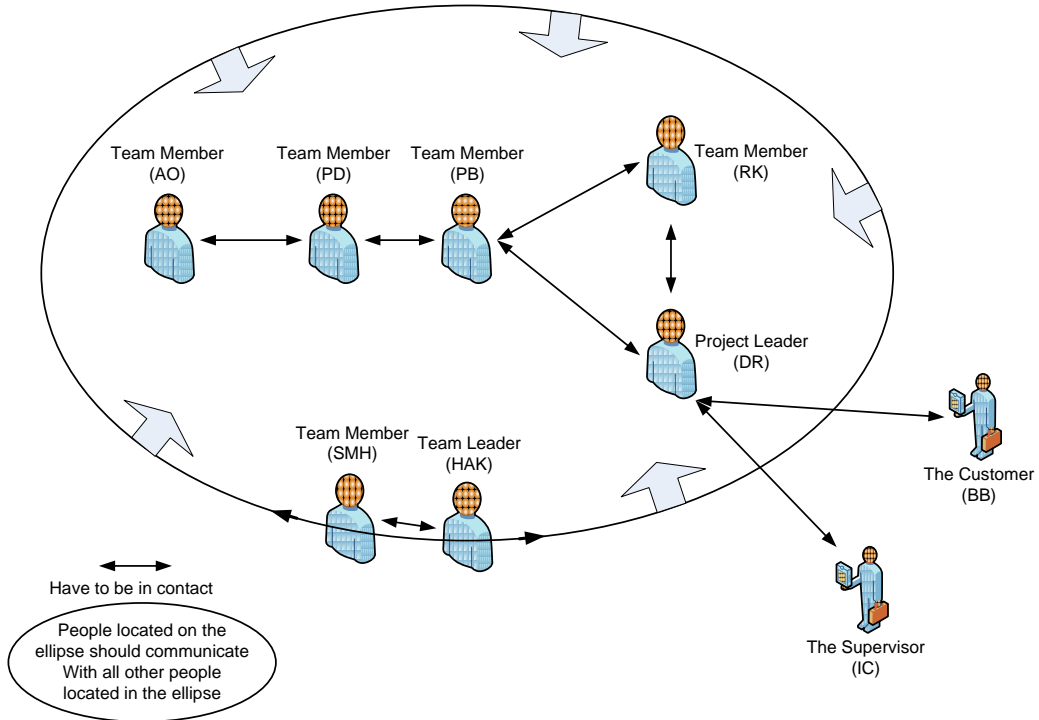 Team Member
(AO)
Team Member
(PD)
Team Member
(PB)
Team Member
(RK)
Project Leader
(DR)
Team Member
(SMH)
Team Leader
(HAK)
The Customer
(BB)
The Supervisor
(IC)
Have to be in contact
People located on the
ellipse should communicate
With all other people
located in the ellipse